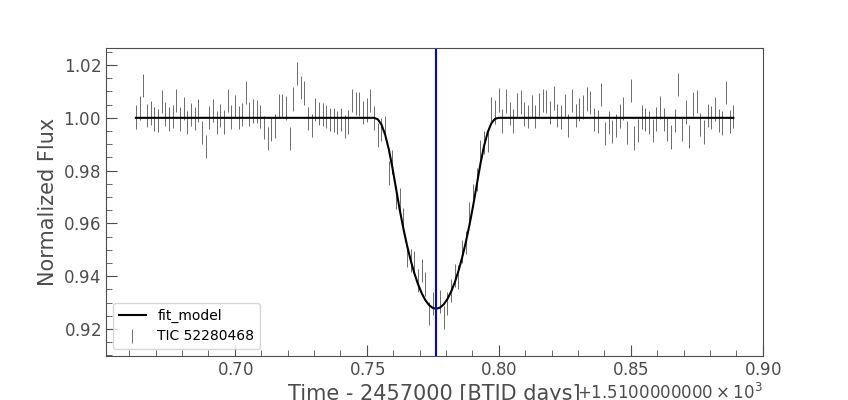 1.02
1.00
0.98
0.96
0.94
0.92
Normalized Flux
fit_model
TIC 52280468
0.70 0.75 0.80 0.85 0.90
Time - 2457000 [BTJD days]
+1.5100000000 × 10³